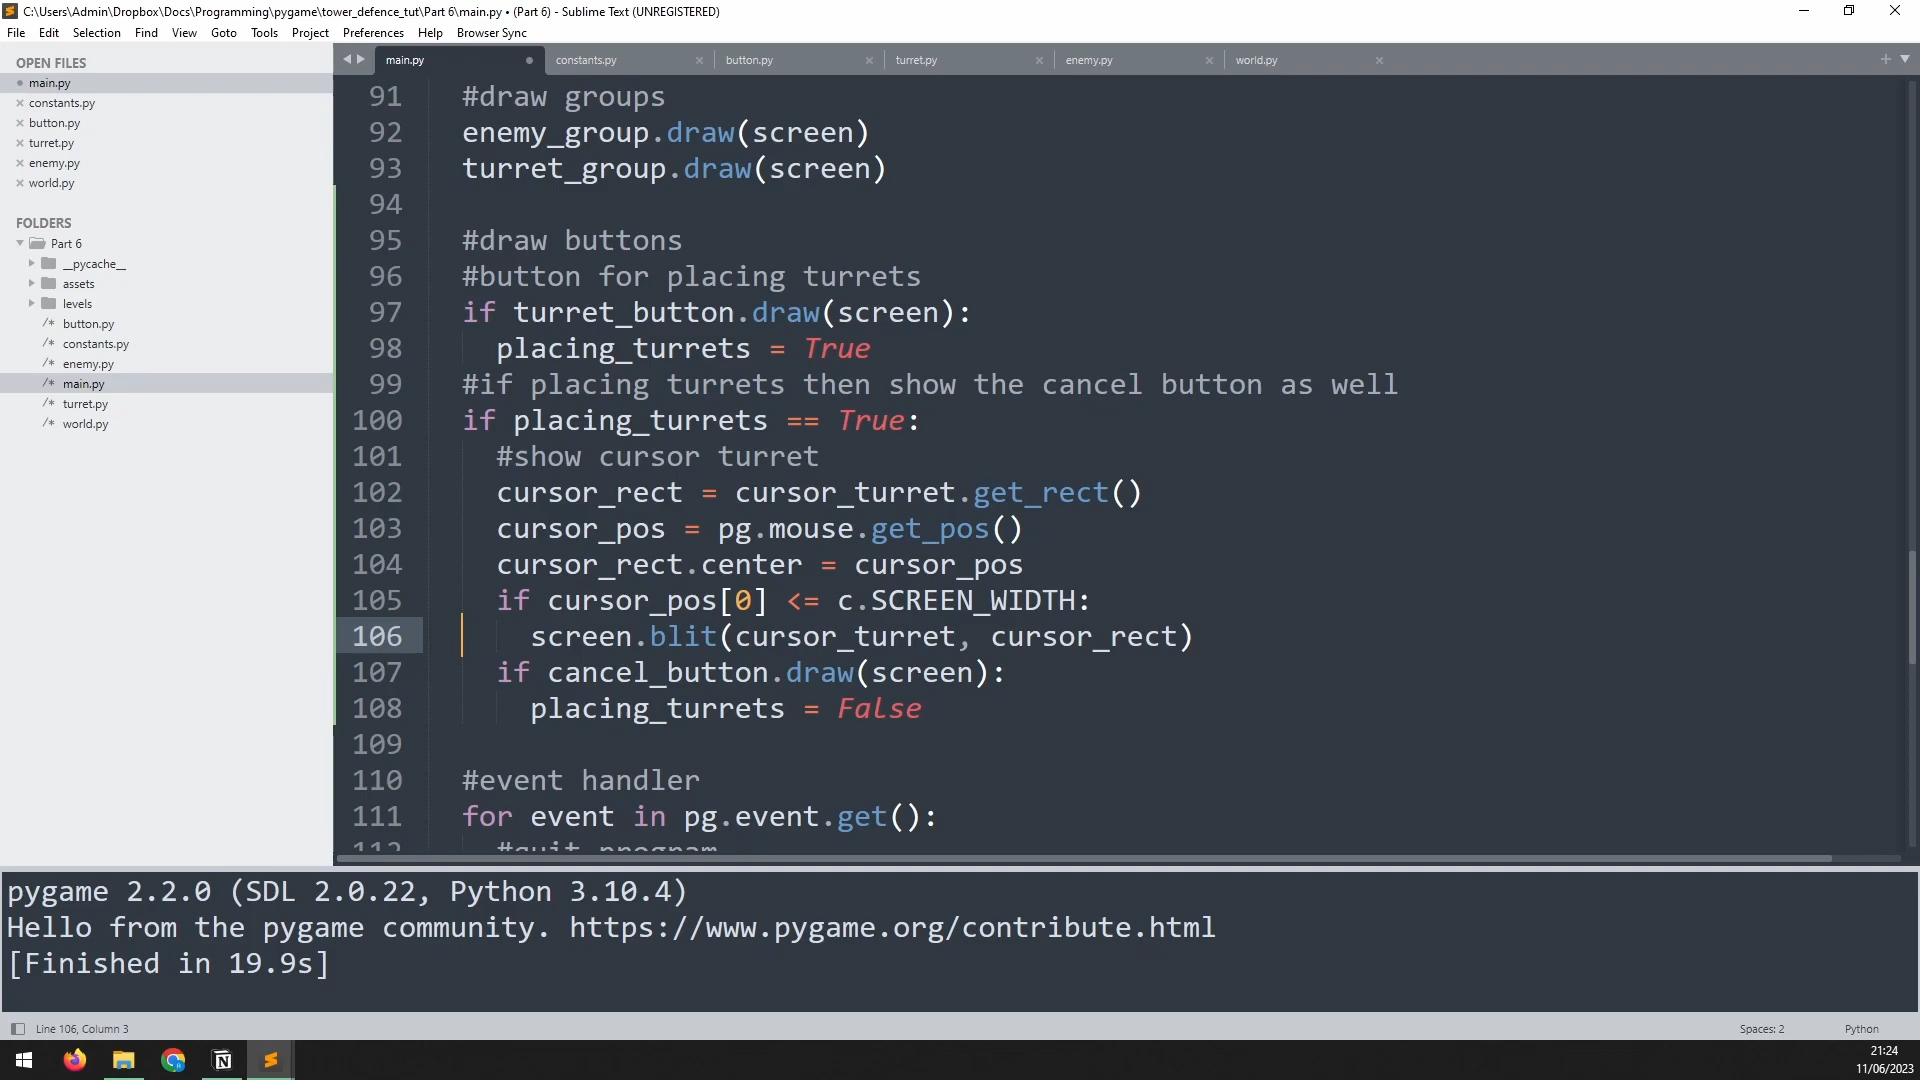 C:\Users\Admin\Dropbox\Docs\Programming\pygame\tower_defence_tut\Part 6\main.py • (Part 6) - Sublime Text (UNREGISTERED)
File Edit Selection Find View Goto Tools Project Preferences Help Browser Sync
OPEN FILES
main.py
constants.py
button.py
turret.py
enemy.py
world.py
FOLDERS
Part 6
__pycache__
assets
levels
button.py
constants.py
enemy.py
main.py
turret.py
world.py
main.py constants.py button.py turret.py enemy.py world.py
91 #draw groups
92 enemy_group.draw(screen)
93 turret_group.draw(screen)
94
95 #draw buttons
96 #button for placing turrets
97 if turret_button.draw(screen):
98 placing_turrets = True
99 #if placing turrets then show the cancel button as well
100 if placing_turrets == True:
101 #show cursor turret
102 cursor_rect = cursor_turret.get_rect()
103 cursor_pos = pg.mouse.get_pos()
104 cursor_rect.center = cursor_pos
105 if cursor_pos[0] <= c.SCREEN_WIDTH:
106 screen.blit(cursor_turret, cursor_rect)
107 if cancel_button.draw(screen):
108 placing_turrets = False
109
110 #event handler
111 for event in pg.event.get():
112 #quit program
pygame 2.2.0 (SDL 2.0.22, Python 3.10.4)
Hello from the pygame community. https://www.pygame.org/contribute.html
[Finished in 19.9s]
Line 106, Column 3
Spaces: 2
Python
21:24
11/06/2023